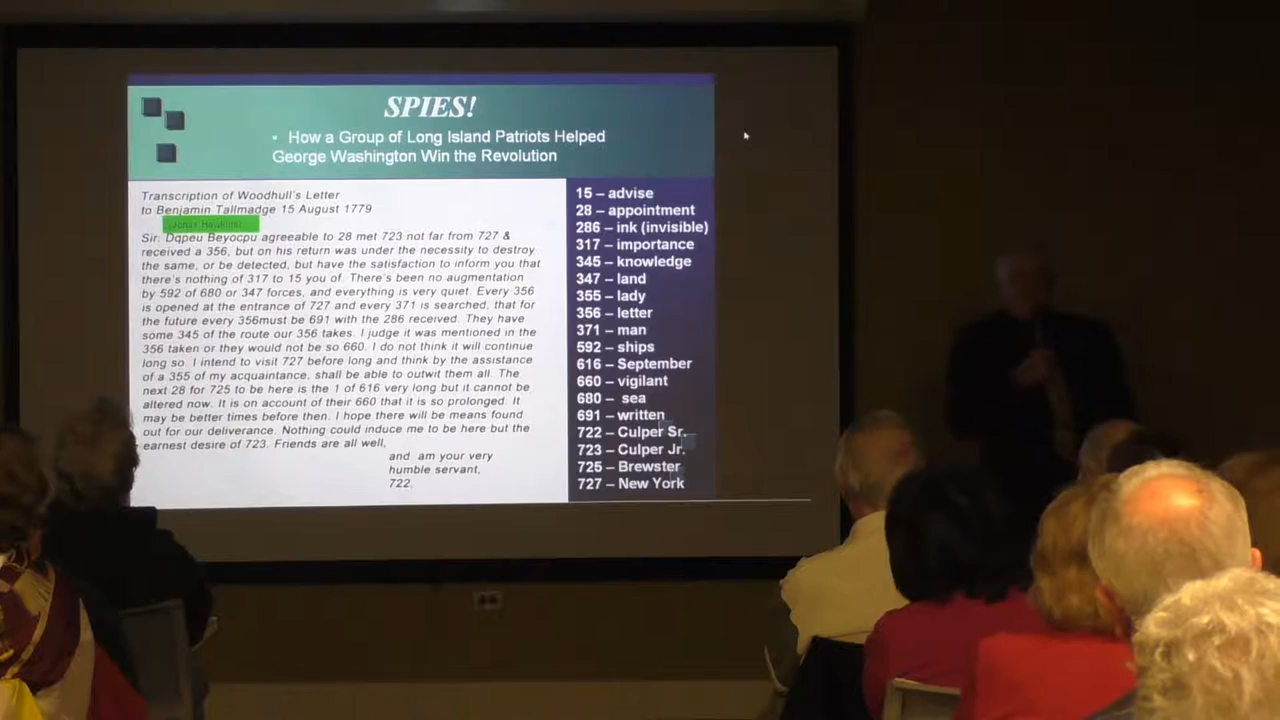 SPIES!
• How a Group of Long Island Patriots Helped
George Washington Win the Revolution
Transcription of Woodhull's Letter
to Benjamin Tallmadge 15 August 1779
(Jonas Hawkins)
Sir. Dqpeu Beyocpu agreeable to 28 met 723 not far from 727 &
received a 356, but on his return was under the necessity to destroy
the same, or be detected, but have the satisfaction to inform you that
there's nothing of 317 to 15 you of. There's been no augmentation
by 592 of 680 or 347 forces, and everything is very quiet. Every 356
is opened at the entrance of 727 and every 371 is searched, that for
the future every 356must be 691 with the 286 received. They have
some 345 of the route our 356 takes. I judge it was mentioned in the
356 taken or they would not be so 660. I do not think it will continue
long so. I intend to visit 727 before long and think by the assistance
of a 355 of my acquaintance, shall be able to outwit them all. The
next 28 for 725 to be here is the 1 of 616 very long but it cannot be
altered now. It is on account of their 660 that it is so prolonged. It
may be better times before then. I hope there will be means found
out for our deliverance. Nothing could induce me to be here but the
earnest desire of 723. Friends are all well,
and am your very
humble servant,
722.
15 – advise
28 – appointment
286 – ink (invisible)
317 – importance
345 – knowledge
347 – land
355 – lady
356 – letter
371 – man
592 – ships
616 – September
660 – vigilant
680 – sea
691 – written
722 – Culper Sr.
723 – Culper Jr.
725 – Brewster
727 – New York